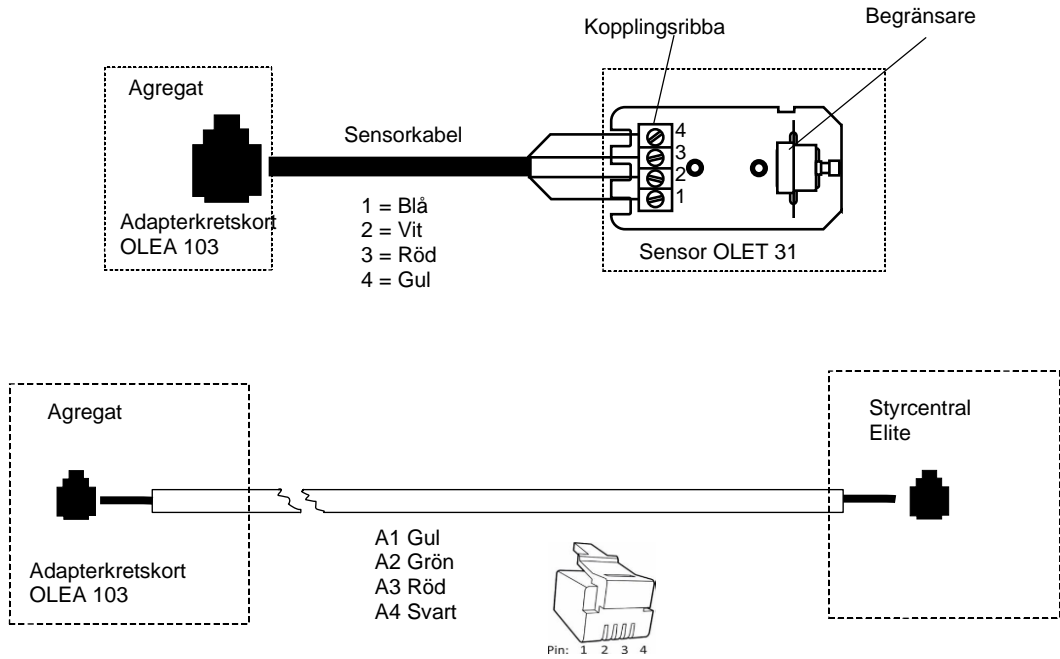 Kopplingsribba
Begränsare
Agregat
Sensorkabel
4
3
2
1
Adapterkretskort
OLEA 103
1 = Blå
2 = Vit
3 = Röd
4 = Gul
Sensor OLET 31
Agregat
Styrcentral
Elite
Adapterkretskort
OLEA 103
A1 Gul
A2 Grön
A3 Röd
A4 Svart
Pin: 1 2 3 4